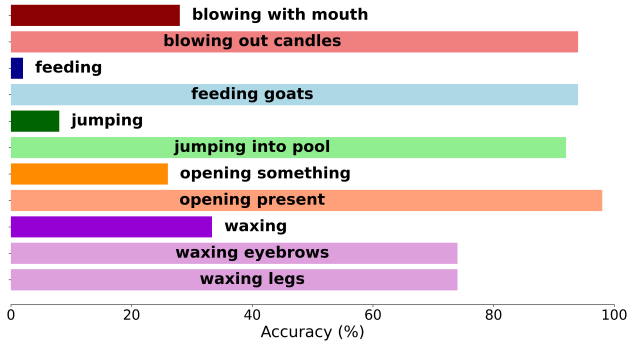 blowing with mouth
blowing out candles
feeding
feeding goats
jumping
jumping into pool
opening something
opening present
waxing
waxing eyebrows
waxing legs
0 20 40 60 80 100
Accuracy (%)